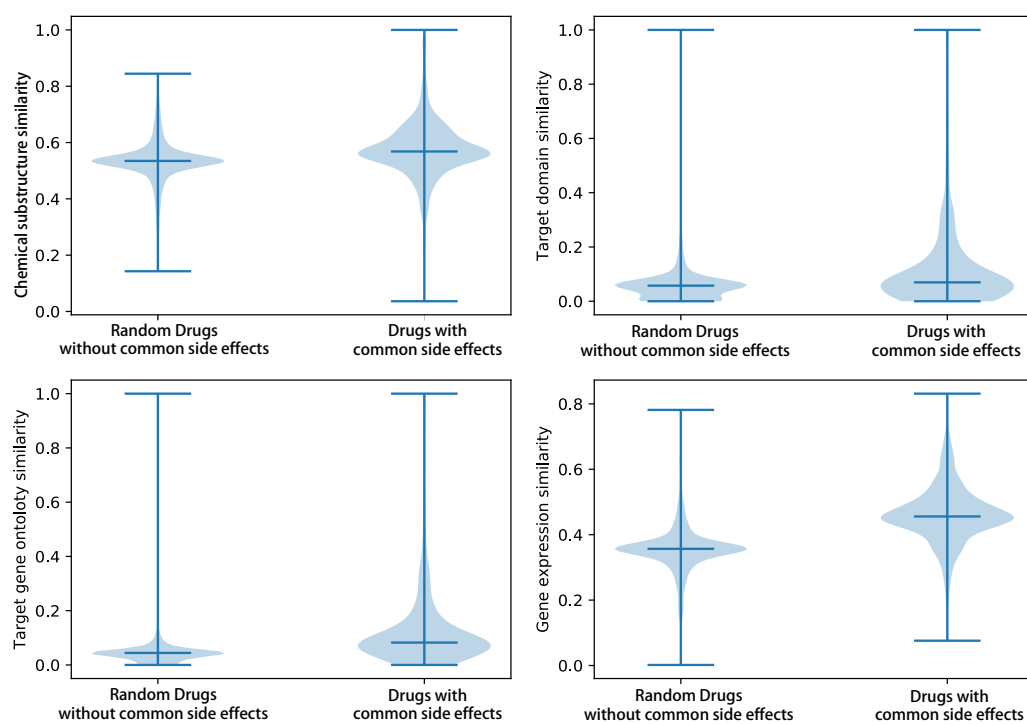 Chemical substructure similarity
1.0
0.8
0.6
0.4
0.2
0.0
Random Drugs
without common side effects
Drugs with
common side effects
Target domain similarity
1.0
0.8
0.6
0.4
0.2
0.0
Random Drugs
without common side effects
Drugs with
common side effects
Target gene ontoloty similarity
1.0
0.8
0.6
0.4
0.2
0.0
Random Drugs
without common side effects
Drugs with
common side effects
Gene expression similarity
0.8
0.6
0.4
0.2
0.0
Random Drugs
without common side effects
Drugs with
common side effects